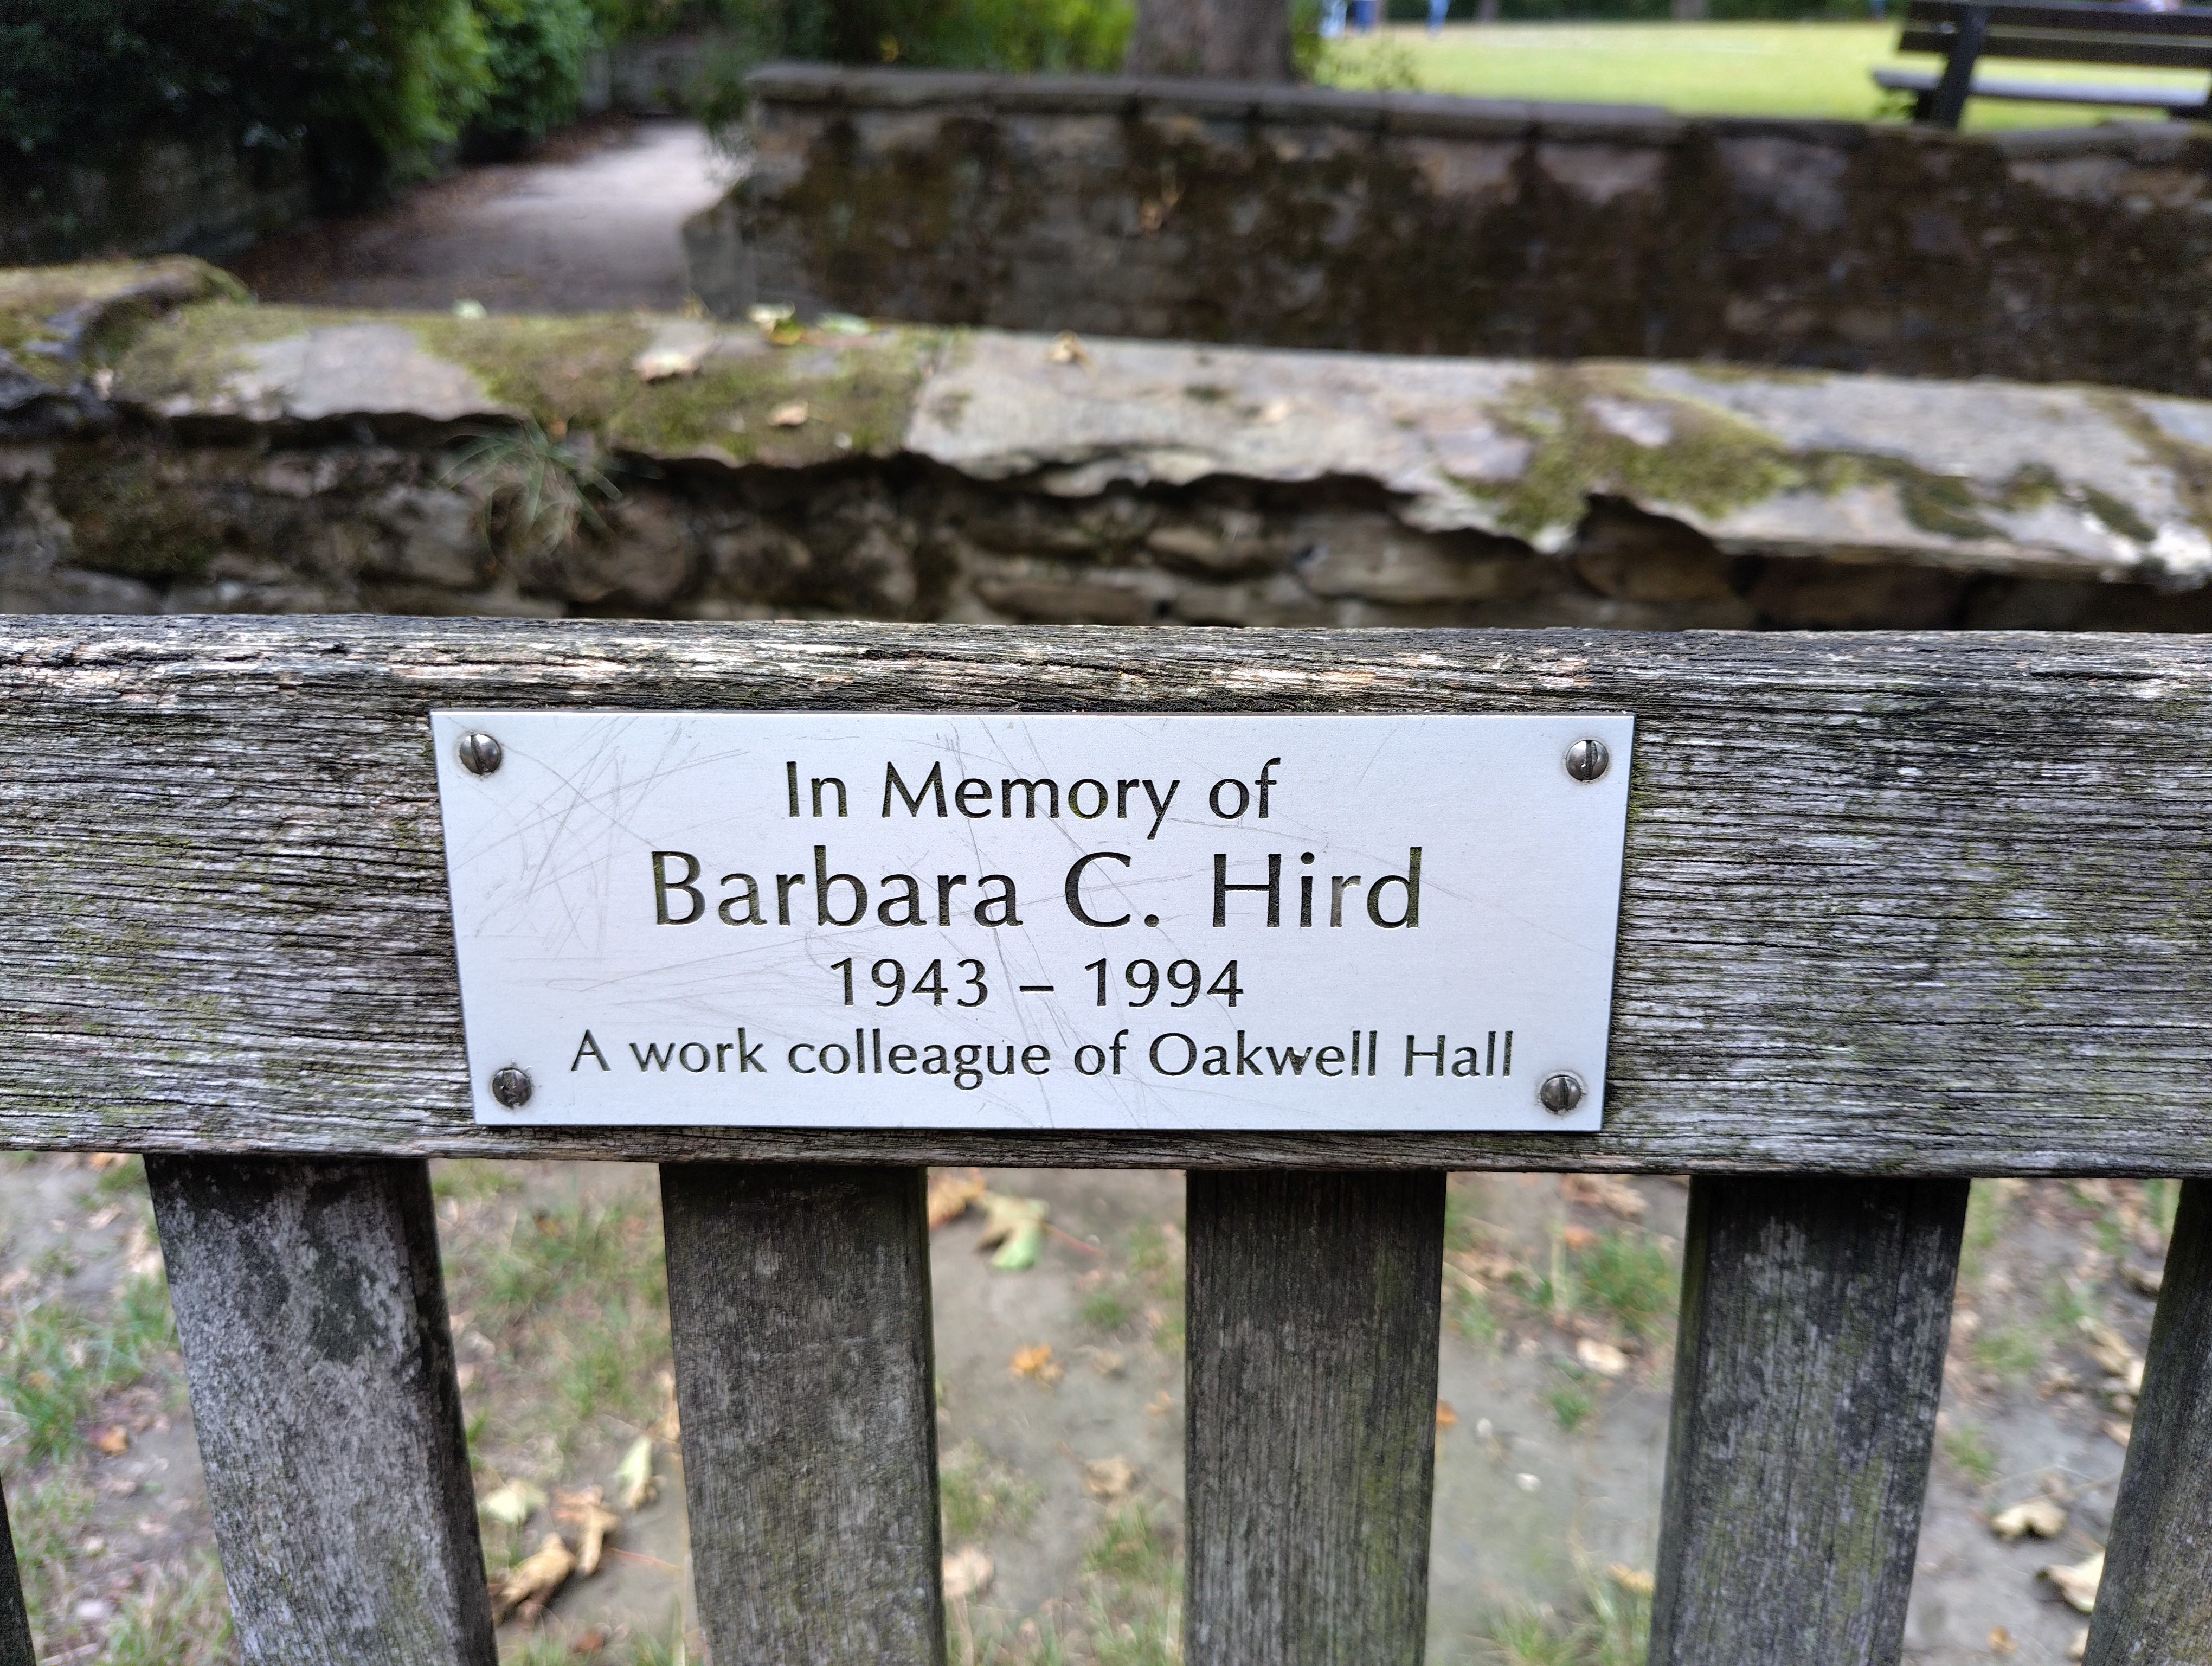 In Memory of
Barbara C. Hird
1943 – 1994
A work colleague of Oakwell Hall